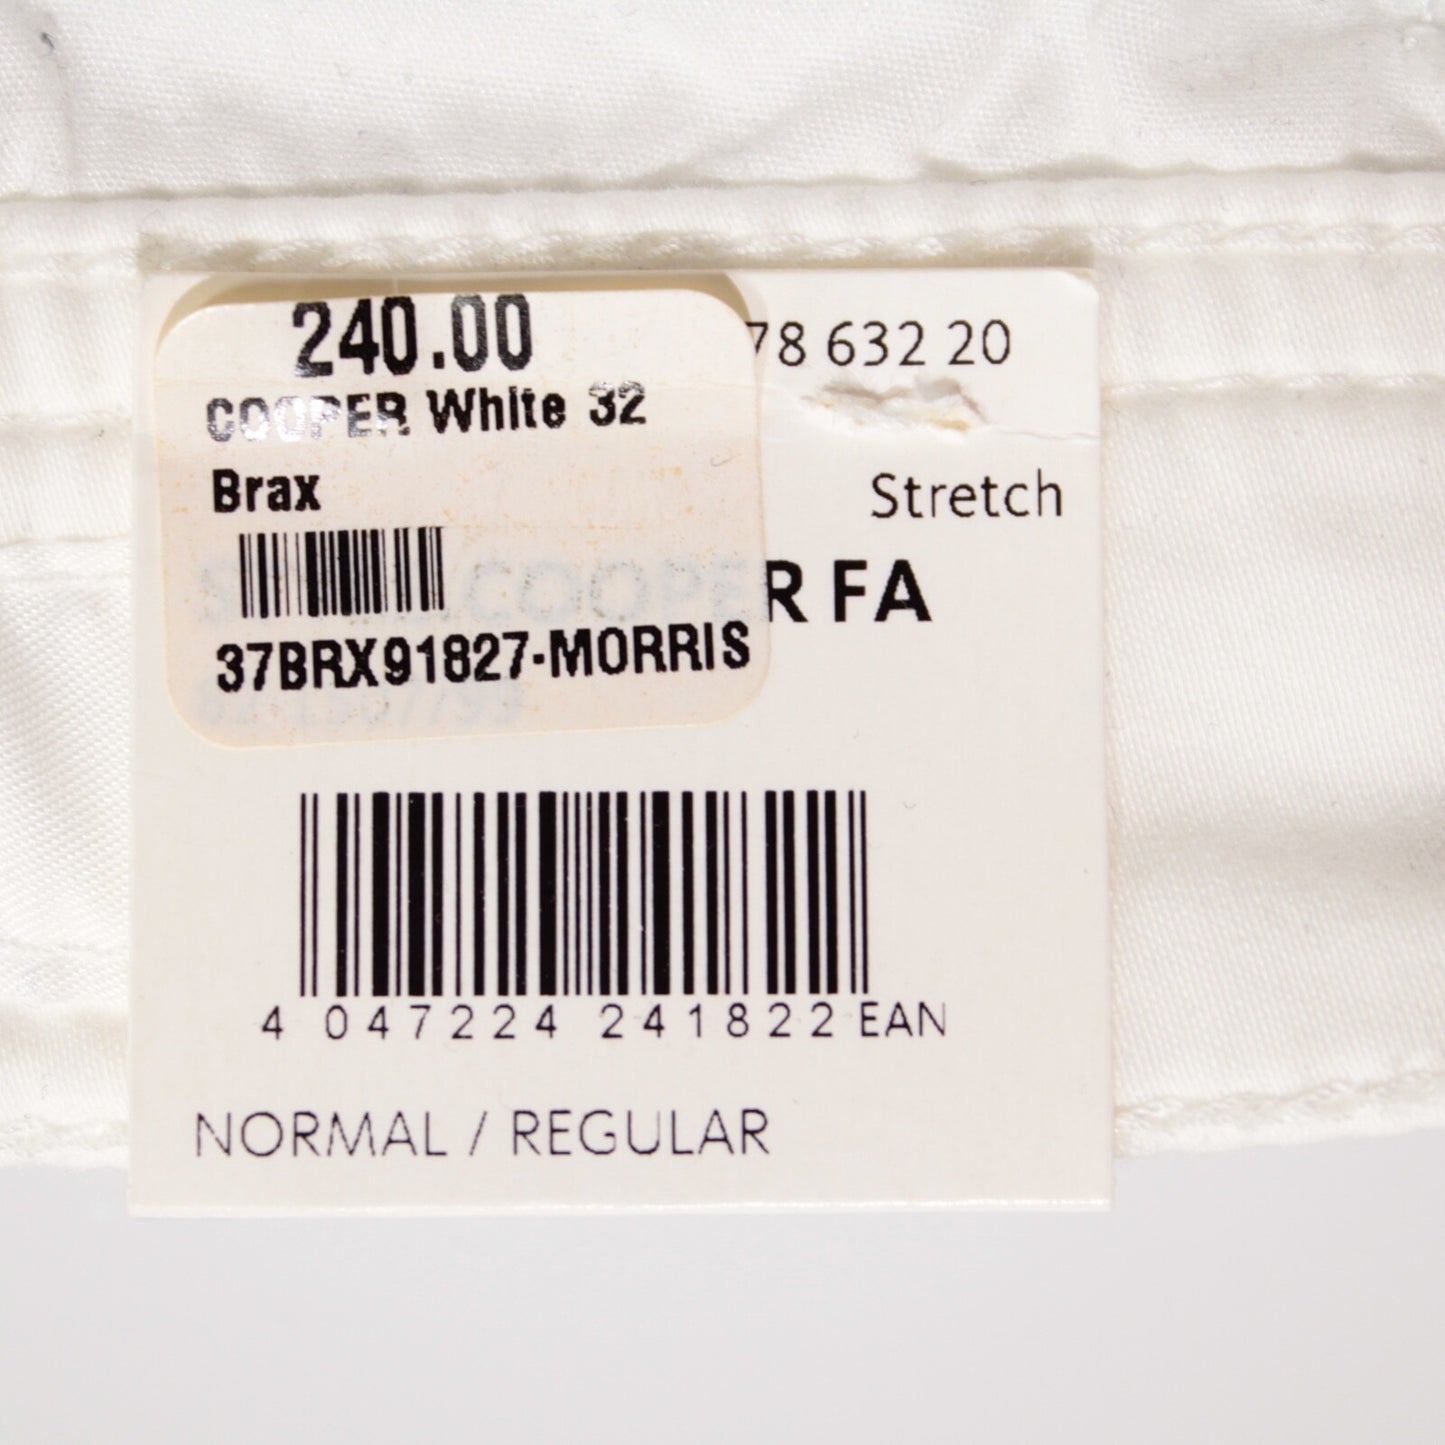 240.00
78 632 20
COOPER White 32
Brax
Stretch
COOPER FA
37BRX91827-MORRIS
4 047224 241822 EAN
NORMAL / REGULAR